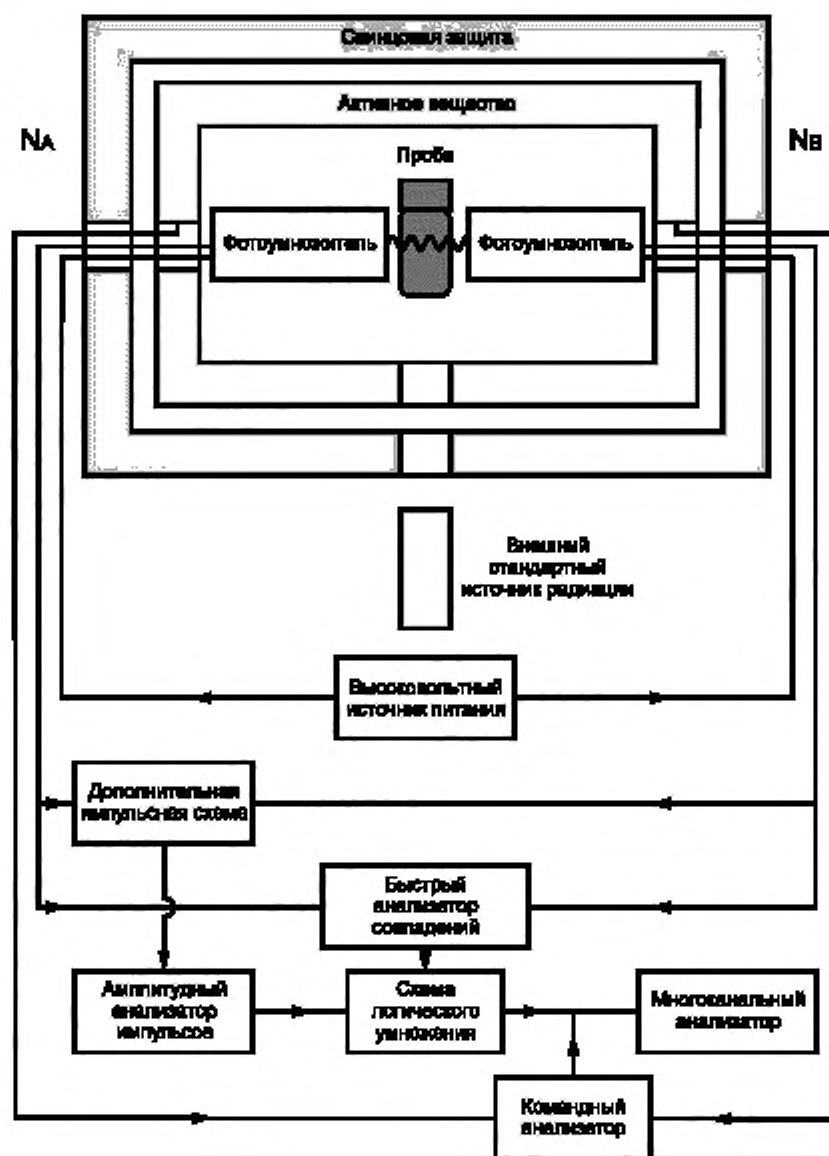 Свинцовая защита
Активное вещество
NA
NB
Проба
Фотоумножитель
Фотоумножитель
Внешний
стандартный
источник радиации
Высоковольтный
источник питания
Дополнительная
импульсная схема
Быстрый
анализатор
совпадений
Амплитудный
анализатор
импульсов
Схема
логического
умножения
Многоканальный
анализатор
Командный
анализатор